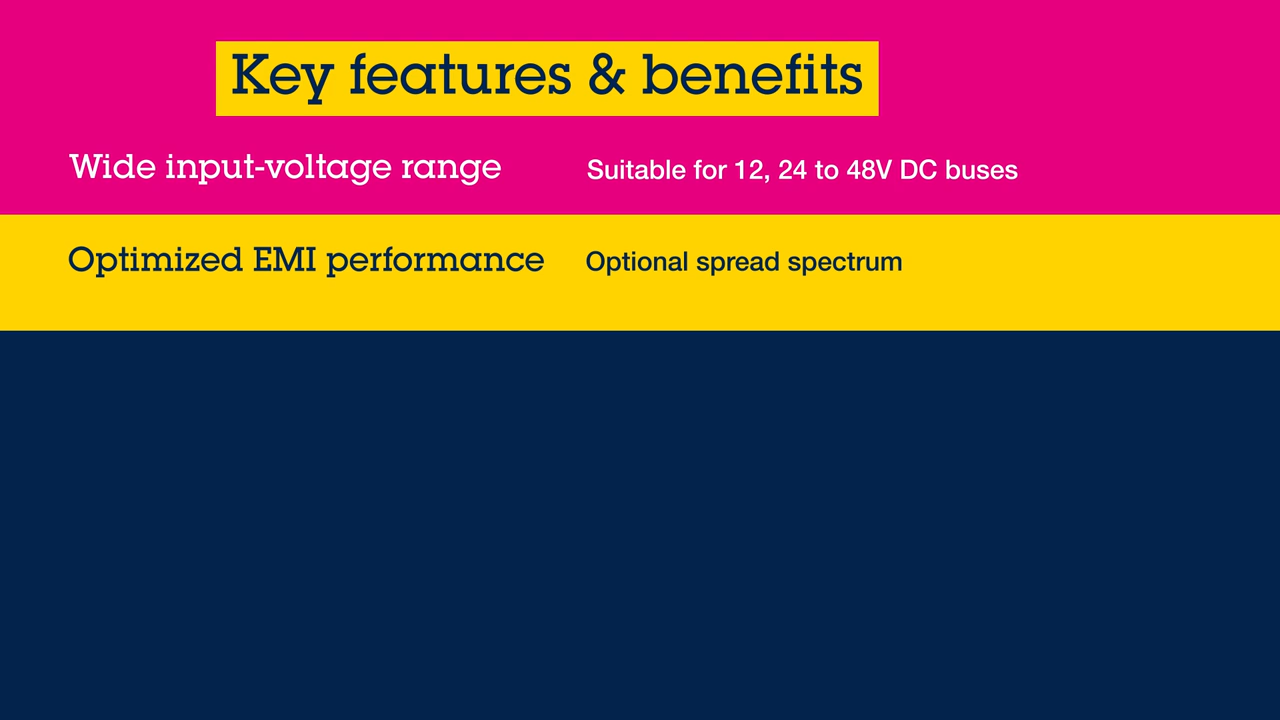 Key features & benefits
Wide input-voltage range Suitable for 12, 24 to 48V DC buses
Optimized EMI performance Optional spread spectrum